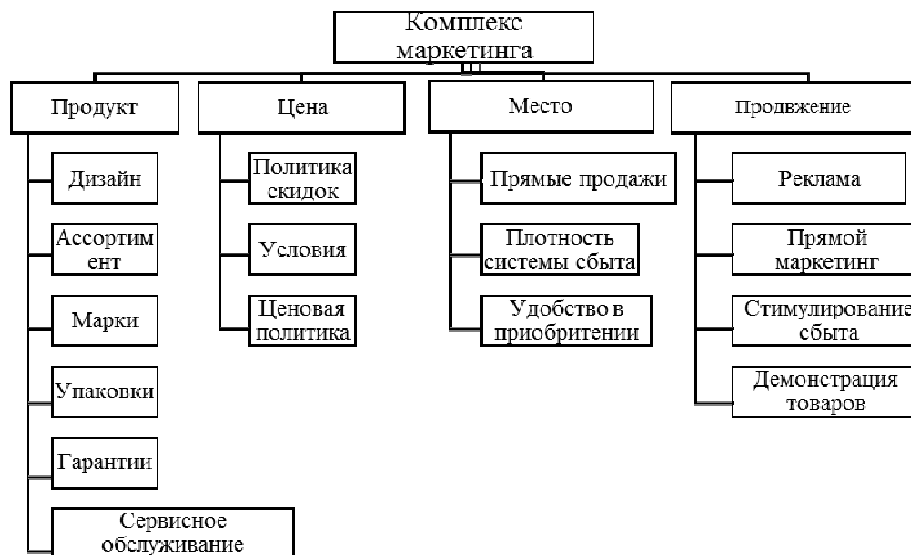 Комплекс
маркетинга
Продукт
Цена
Место
Продвжение
Дизайн
Ассортим
ент
Марки
Упаковки
Гарантии
Сервисное
обслуживание
Политика
скидок
Условия
Ценовая
политика
Прямые продажи
Плотность
системы сбыта
Удобство в
приобритении
Реклама
Прямой
маркетинг
Стимулирование
сбыта
Демонстрация
товаров